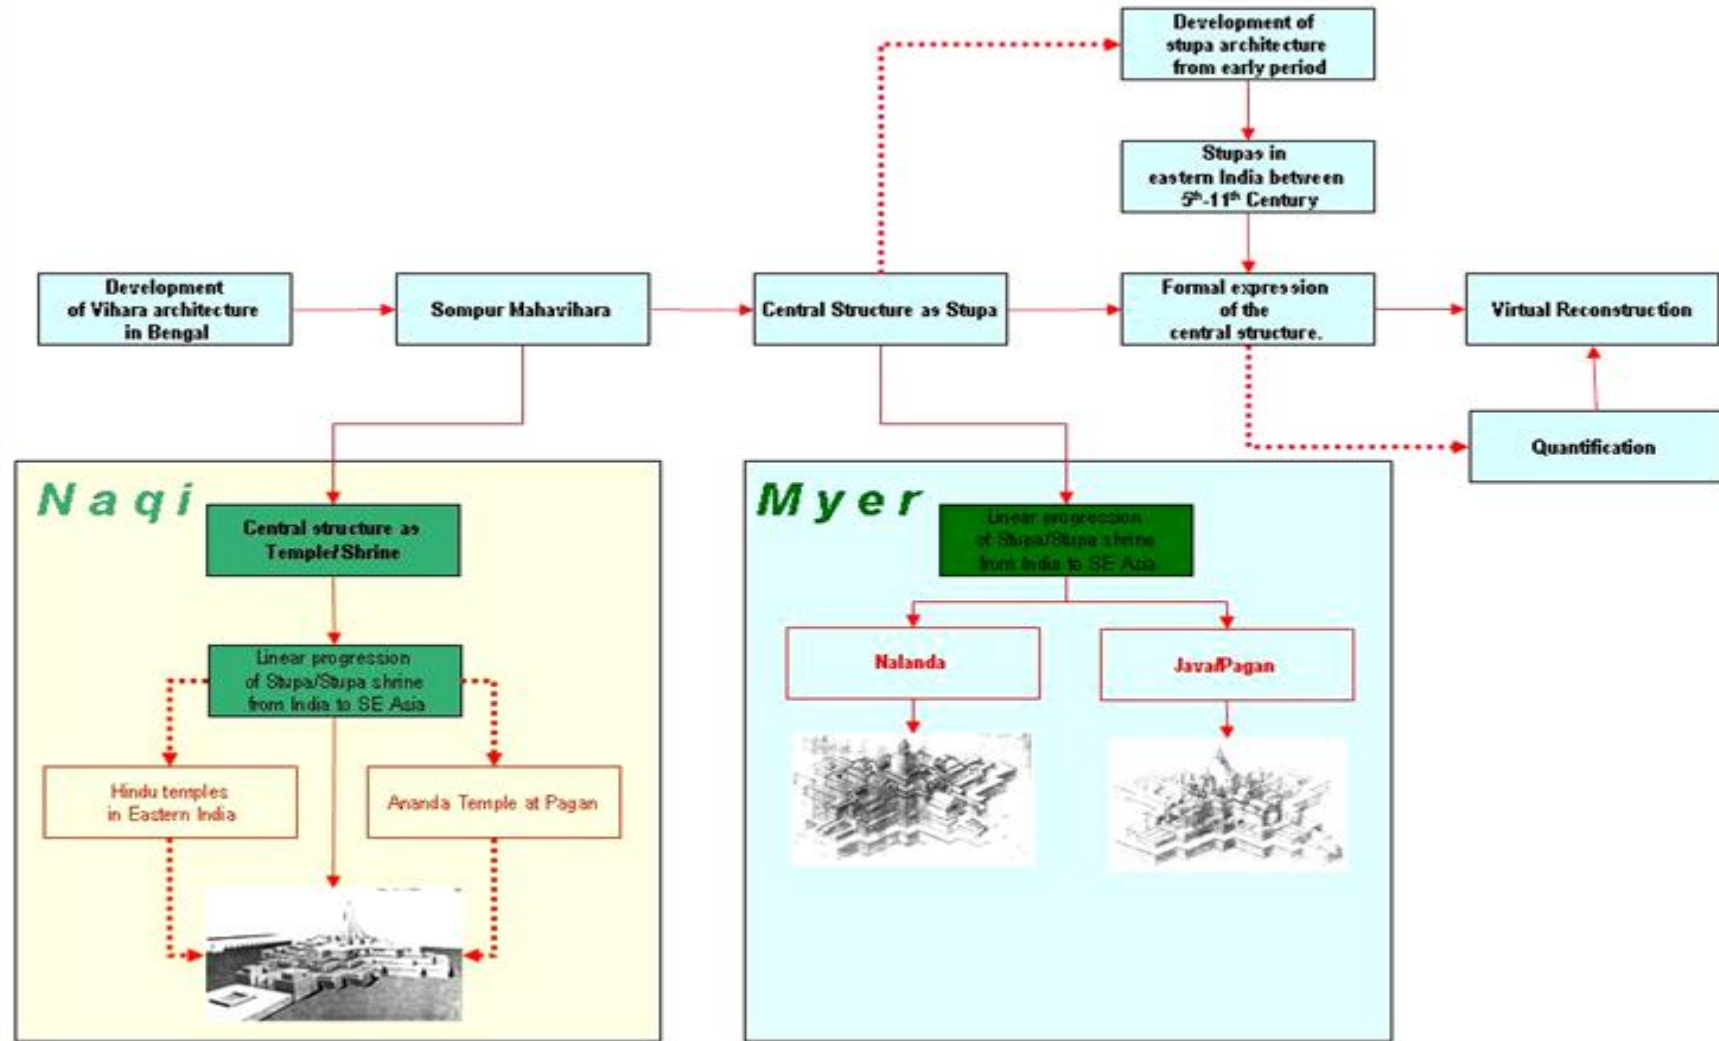 Development of
stupa architecture
from early period
Stupas in
eastern India between
5th-11th Century
Development
of Vihara architecture
in Bengal
Sompur Mahavihara
Central Structure as Stupa
Formal expression
of the
central structure.
Virtual Reconstruction
Quantification
Naqi
Central structure as
Temple/Shrine
Linear progression
of Stupa/Stupa shrine
from India to SE Asia
Hindu temples
in Eastern India
Ananda Temple at Pagan
Myer
Linear progression
of Stupa/Stupa shrine
from India to SE Asia
Nalanda
Java/Pagan